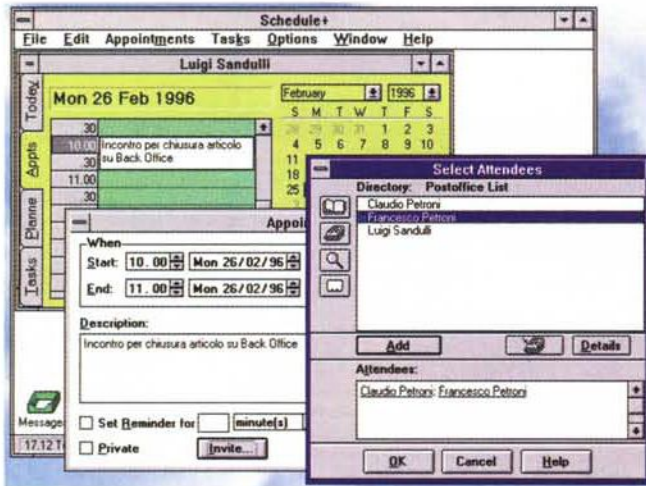 Schedule+
File Edit Appointments Tasks Options Window Help
Luigi Sandulli
Today
Appts
Planne
Tasks
Mon 26 Feb 1996
February 1996
S M T W T F S
28 29 30 31 1 2 3
4 5 6 7 8 9 10
11
18
25
30
10.00 Incontro per chiusura articolo
30 su Back Office
11.00
30
Appoi
When
Start: 10.00 Mon 26/02/96
End: 11.00 Mon 26/02/96
Description:
Incontro per chiusura articolo su Back Office
Set Reminder for minute(s)
Private Invite...
Message
17.12
Select Attendees
Directory: Postoffice List
Claudio Petroni
Francesco Petroni
Luigi Sandulli
Add Details
Attendees:
Claudio Petroni; Francesco Petroni
OK Cancel Help